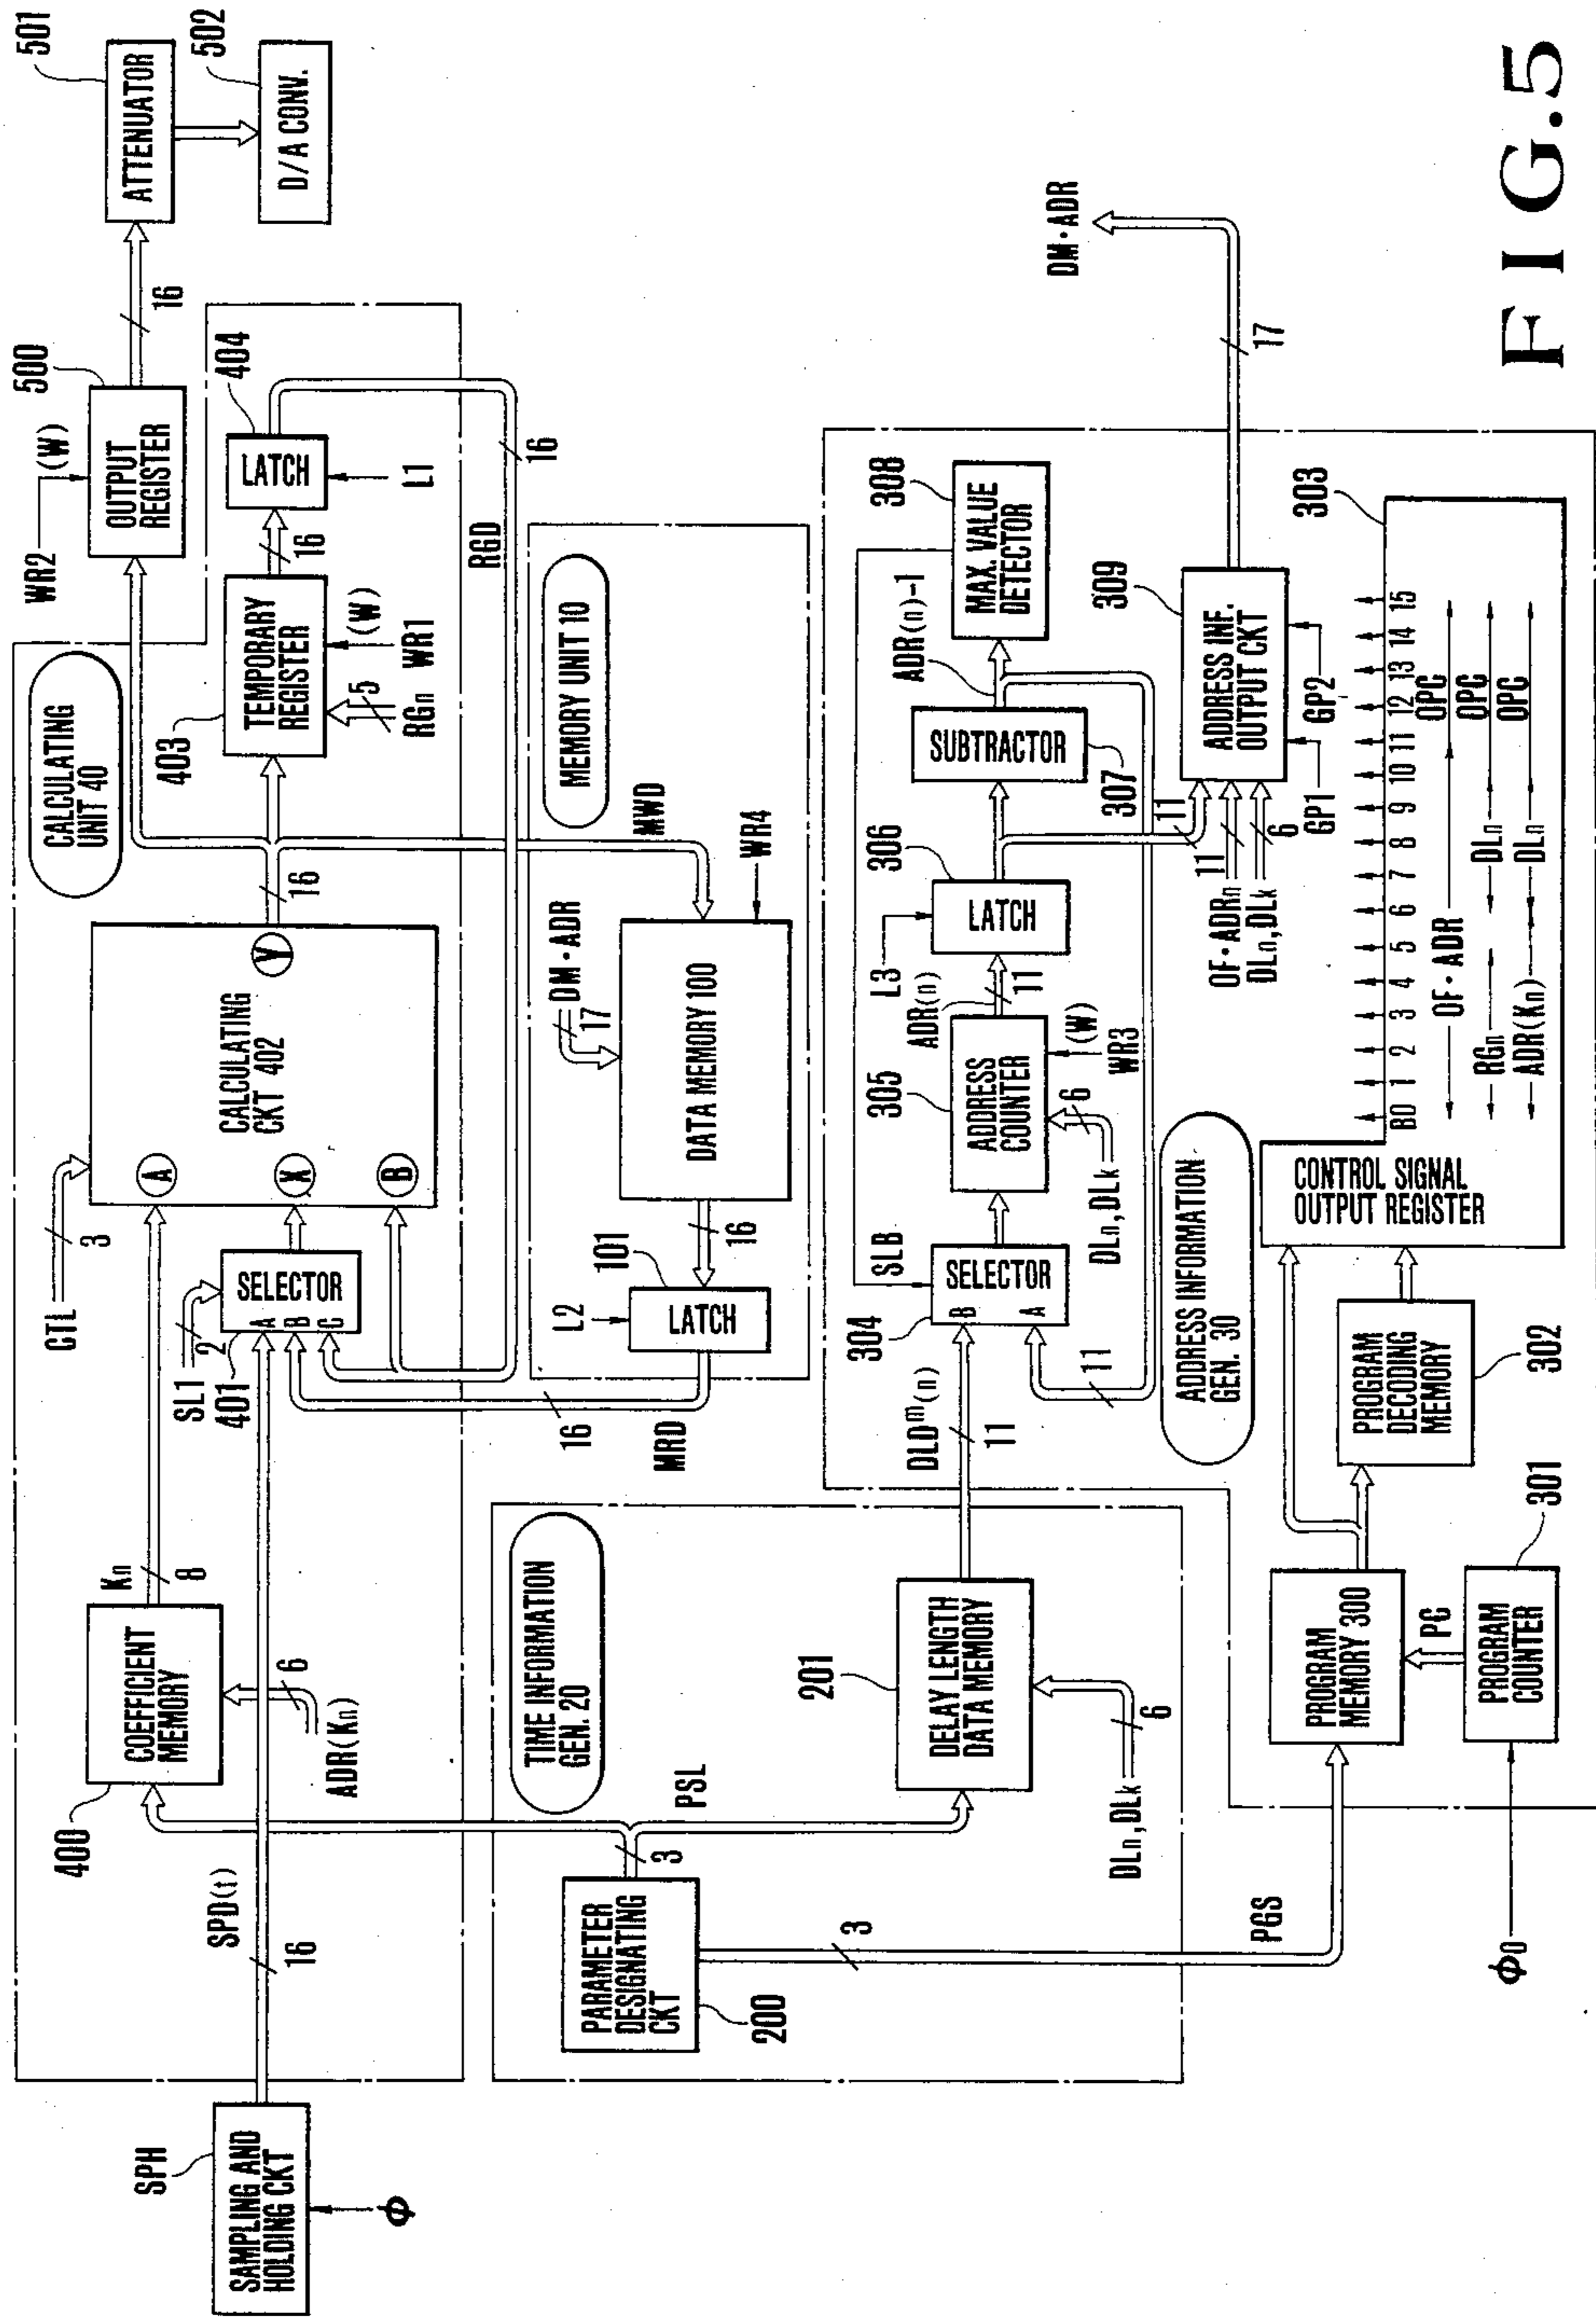 SPH
SAMPLING AND
HOLDING CKT
Φ
SPD(t)
16
400
COEFFICIENT
MEMORY
Kn
8
6
ADR(Kn)
CTL
3
SL1
2
401
SELECTOR
A
B
C
CALCULATING
CKT 402
A
X
B
Y
16
CALCULATING
UNIT 40
403
TEMPORARY
REGISTER
RGn
5
WR1
(W)
16
404
LATCH
L1
RGD
16
WR2
(W)
500
OUTPUT
REGISTER
16
501
ATTENUATOR
502
D/A CONV.
MEMORY UNIT 10
MWD
DM·ADR
17
DATA MEMORY 100
WR4
16
101
L2
LATCH
16
MRD
TIME INFORMATION
GEN. 20
PARAMETER
DESIGNATING
CKT
200
3
PSL
3
PGS
201
DELAY LENGTH
DATA MEMORY
6
DLn,DLk
DLDm(n)
11
304
SLB
SELECTOR
B
A
11
305
ADDRESS
COUNTER
6
DLn,DLk
(W)
WR3
ADR(n)
11
L3
306
LATCH
SUBTRACTOR
307
ADR(n)-1
308
MAX. VALUE
DETECTOR
309
ADDRESS INF.
OUTPUT CKT
11
11
6
OF·ADRn
DLn,DLk
GP1
GP2
17
DM·ADR
ADDRESS INFORMATION
GEN. 30
Φ0
PROGRAM
COUNTER
301
PC
PROGRAM
MEMORY 300
PROGRAM
DECODING
MEMORY
302
303
CONTROL SIGNAL
OUTPUT REGISTER
B0 1 2 3 4 5 6 7 8 9 10 11 12 13 14 15
OF·ADR OPC
RGn DLn OPC
ADR(Kn) DLn OPC
FIG.5